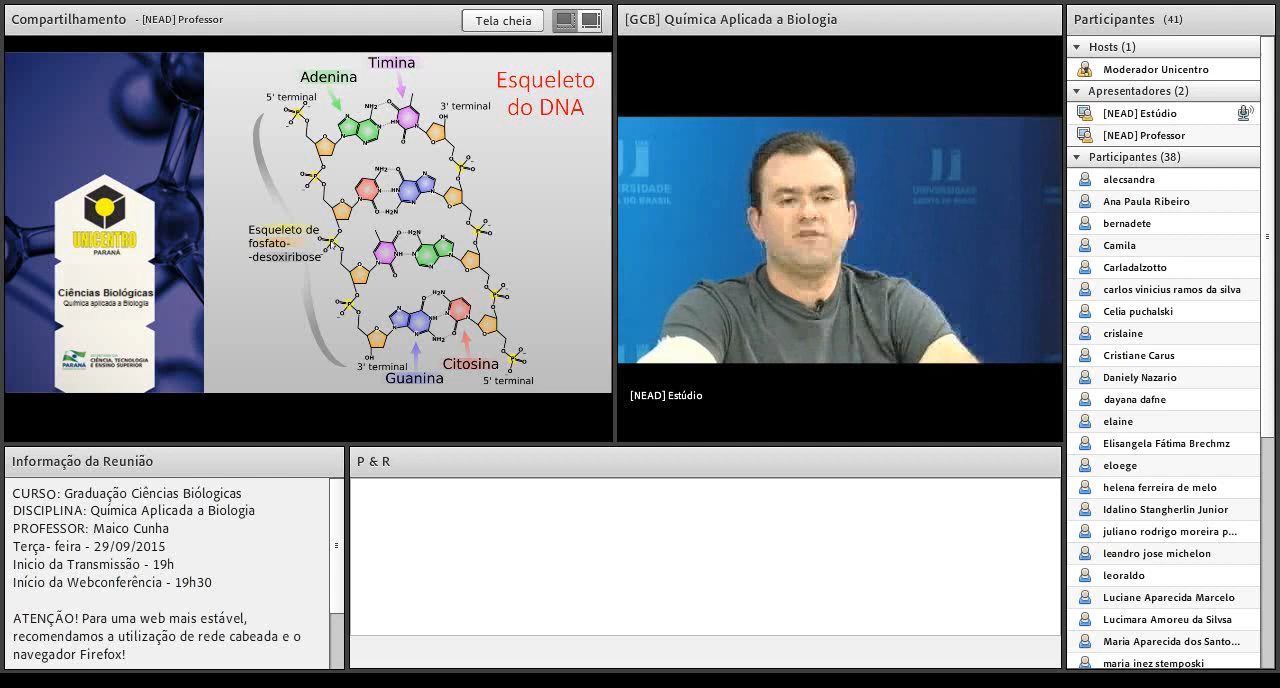 Compartilhamento - [NEAD] Professor
Tela cheia
Timina
Adenina
Esqueleto
do DNA
5' terminal
3' terminal
Esqueleto de
fosfato-
-desoxiribose
3' terminal
Citosina
Guanina
5' terminal
UNICENTRO
PARANÁ
Ciências Biológicas
Química aplicada a Biologia
PARANÁ
CIÊNCIA, TECNOLOGIA
E ENSINO SUPERIOR
[GCB] Química Aplicada a Biologia
[NEAD] Estúdio
Participantes (41)
Hosts (1)
Moderador Unicentro
Apresentadores (2)
[NEAD] Estúdio
[NEAD] Professor
Participantes (38)
alecsandra
Ana Paula Ribeiro
bernadete
Camila
Carladalzotto
carlos vinicius ramos da silva
Celia puchalski
crislaine
Cristiane Carus
Daniely Nazario
dayana dafne
elaine
Elisangela Fátima Brechmz
eloege
helena ferreira de melo
Idalino Stangherlin Junior
juliano rodrigo moreira p...
leandro jose michelon
leoraldo
Luciane Aparecida Marcelo
Lucimara Amoreu da Silvsa
Maria Aparecida dos Santo...
maria inez stemposki
Informação da Reunião
CURSO: Graduação Ciências Biólogicas
DISCIPLINA: Química Aplicada a Biologia
PROFESSOR: Maico Cunha
Terça- feira - 29/09/2015
Inicio da Transmissão - 19h
Início da Webconferência - 19h30
ATENÇÃO! Para uma web mais estável,
recomendamos a utilização de rede cabeada e o
navegador Firefox!
P & R